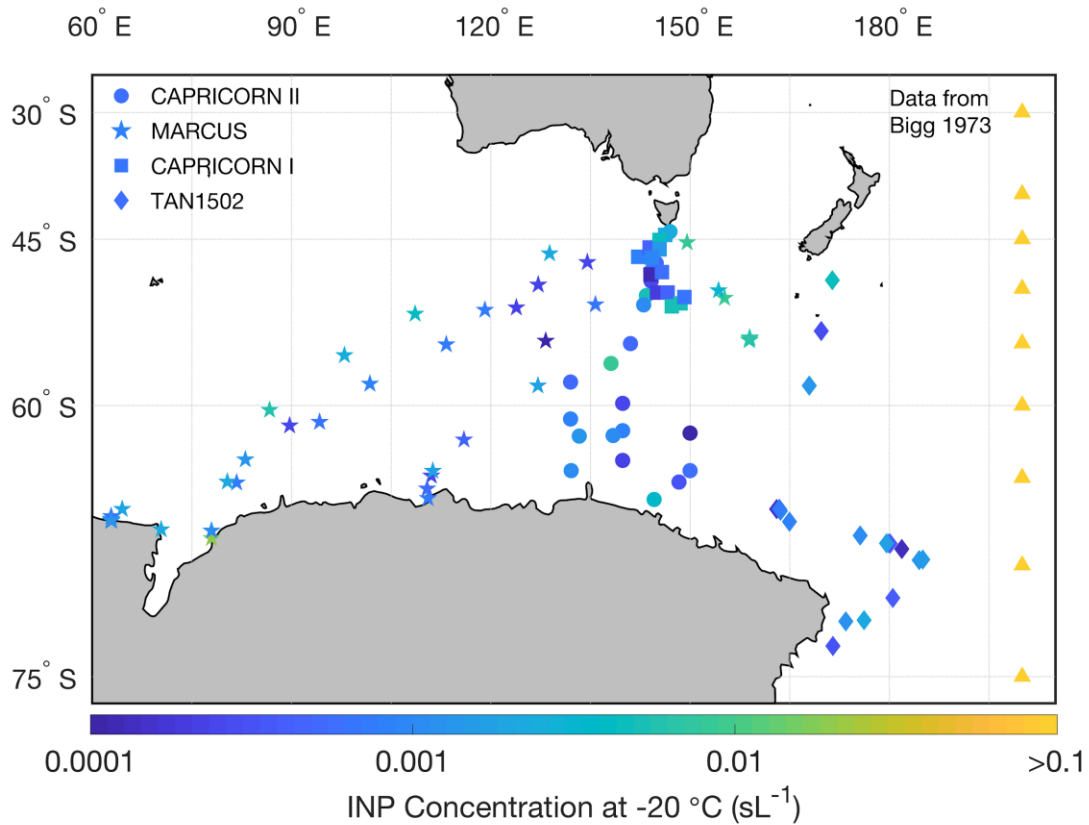 60° E 90° E 120° E 150° E 180° E
30° S
45° S
60° S
75° S
CAPRICORN II
MARCUS
CAPRICORN I
TAN1502
Data from
Bigg 1973
0.0001 0.001 0.01 >0.1
INP Concentration at -20 °C (sL⁻¹)